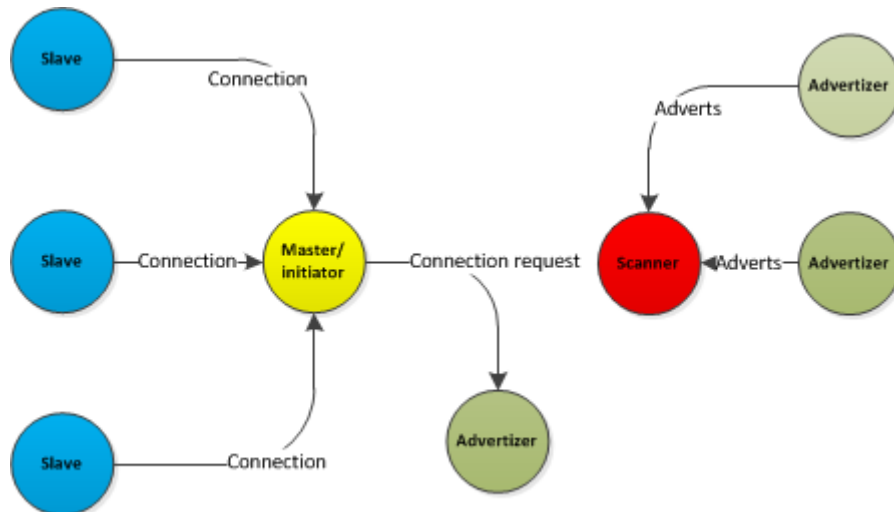 Slave
Connection
Advertizer
Adverts
Slave
Connection
Master/
initiator
Connection request
Scanner
Adverts
Advertizer
Advertizer
Slave
Connection